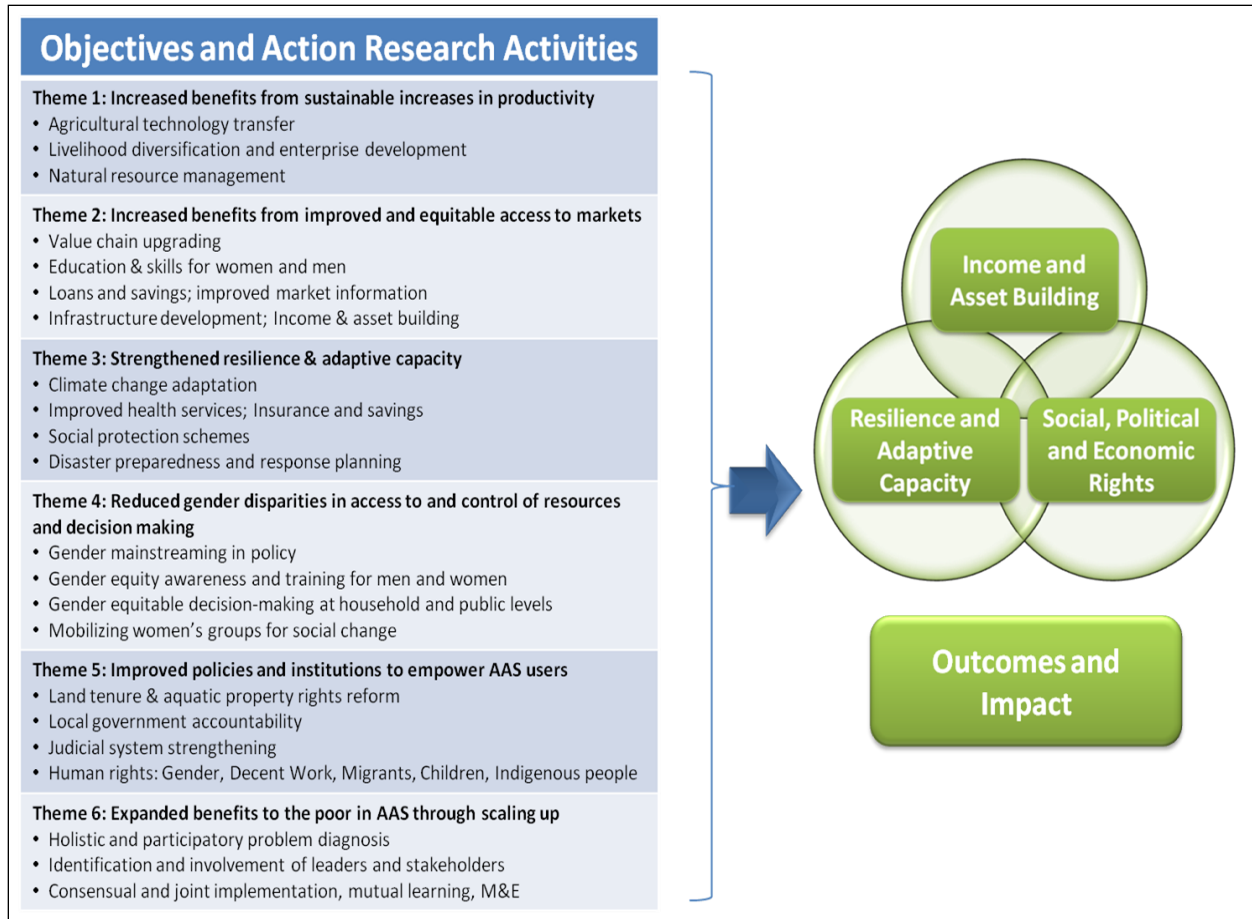 Objectives and Action Research Activities
Theme 1: Increased benefits from sustainable increases in productivity
• Agricultural technology transfer
• Livelihood diversification and enterprise development
• Natural resource management
Theme 2: Increased benefits from improved and equitable access to markets
• Value chain upgrading
• Education & skills for women and men
• Loans and savings; improved market information
• Infrastructure development; Income & asset building
Theme 3: Strengthened resilience & adaptive capacity
• Climate change adaptation
• Improved health services; Insurance and savings
• Social protection schemes
• Disaster preparedness and response planning
Theme 4: Reduced gender disparities in access to and control of resources
and decision making
• Gender mainstreaming in policy
• Gender equity awareness and training for men and women
• Gender equitable decision-making at household and public levels
• Mobilizing women's groups for social change
Theme 5: Improved policies and institutions to empower AAS users
• Land tenure & aquatic property rights reform
• Local government accountability
• Judicial system strengthening
• Human rights: Gender, Decent Work, Migrants, Children, Indigenous people
Theme 6: Expanded benefits to the poor in AAS through scaling up
• Holistic and participatory problem diagnosis
• Identification and involvement of leaders and stakeholders
• Consensual and joint implementation, mutual learning, M&E
Income and
Asset Building
Resilience and
Adaptive
Capacity
Social, Political
and Economic
Rights
Outcomes and
Impact